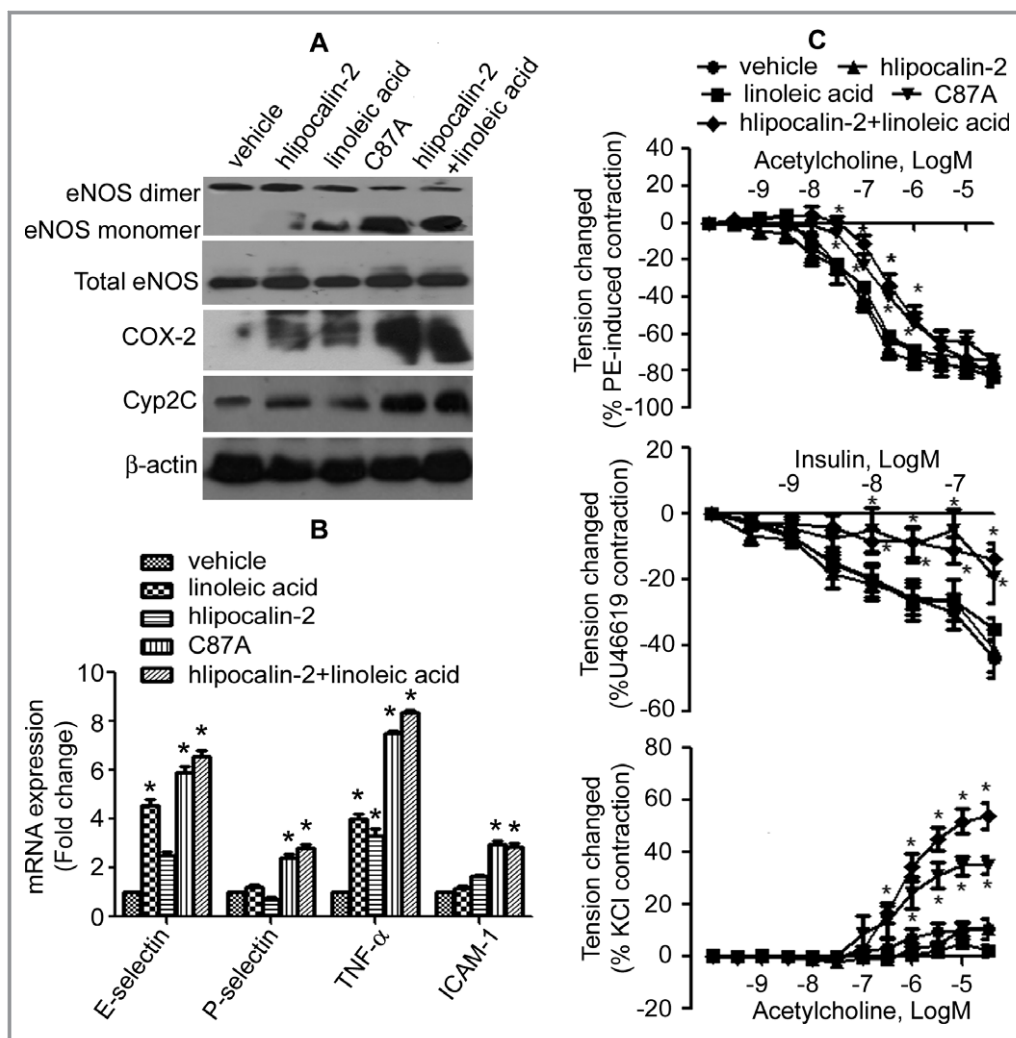 A
vehicle
hlipocalin-2
linoleic acid
C87A
hlipocalin-2
+linoleic acid
eNOS dimer
eNOS monomer
Total eNOS
COX-2
Cyp2C
β-actin
B
vehicle
linoleic acid
hlipocalin-2
C87A
hlipocalin-2+linoleic acid
mRNA expression
(Fold change)
10
8
6
4
2
0
* * * * * * * * * * *
E-selectin
P-selectin
TNF-α
ICAM-1
C
vehicle hlipocalin-2
linoleic acid C87A
hlipocalin-2+linoleic acid
Tension changed
(% PE-induced contraction)
40
20
0
-20
-40
-60
-80
-100
Acetylcholine, LogM
-9 -8 -7 -6 -5
* * * * * * * *
Tension changed
(%U46619 contraction)
20
0
-20
-40
-60
Insulin, LogM
-9 -8 -7
* * * * * * * *
Tension changed
(% KCl contraction)
80
60
40
20
0
-20
* * * * * * * *
-9 -8 -7 -6 -5
Acetylcholine, LogM